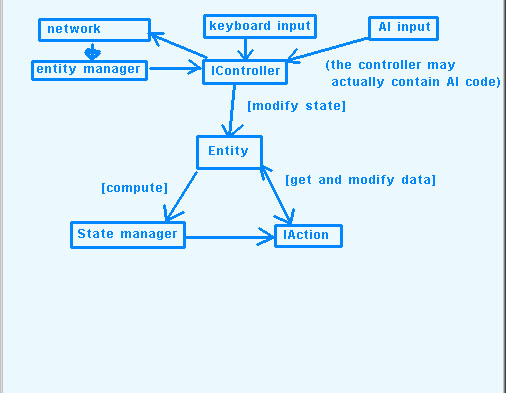 network
keyboard input
AI input
entity manager
IController
(the controller may
actually contain AI code)
[modify state]
Entity
[compute]
[get and modify data]
State manager
IAction